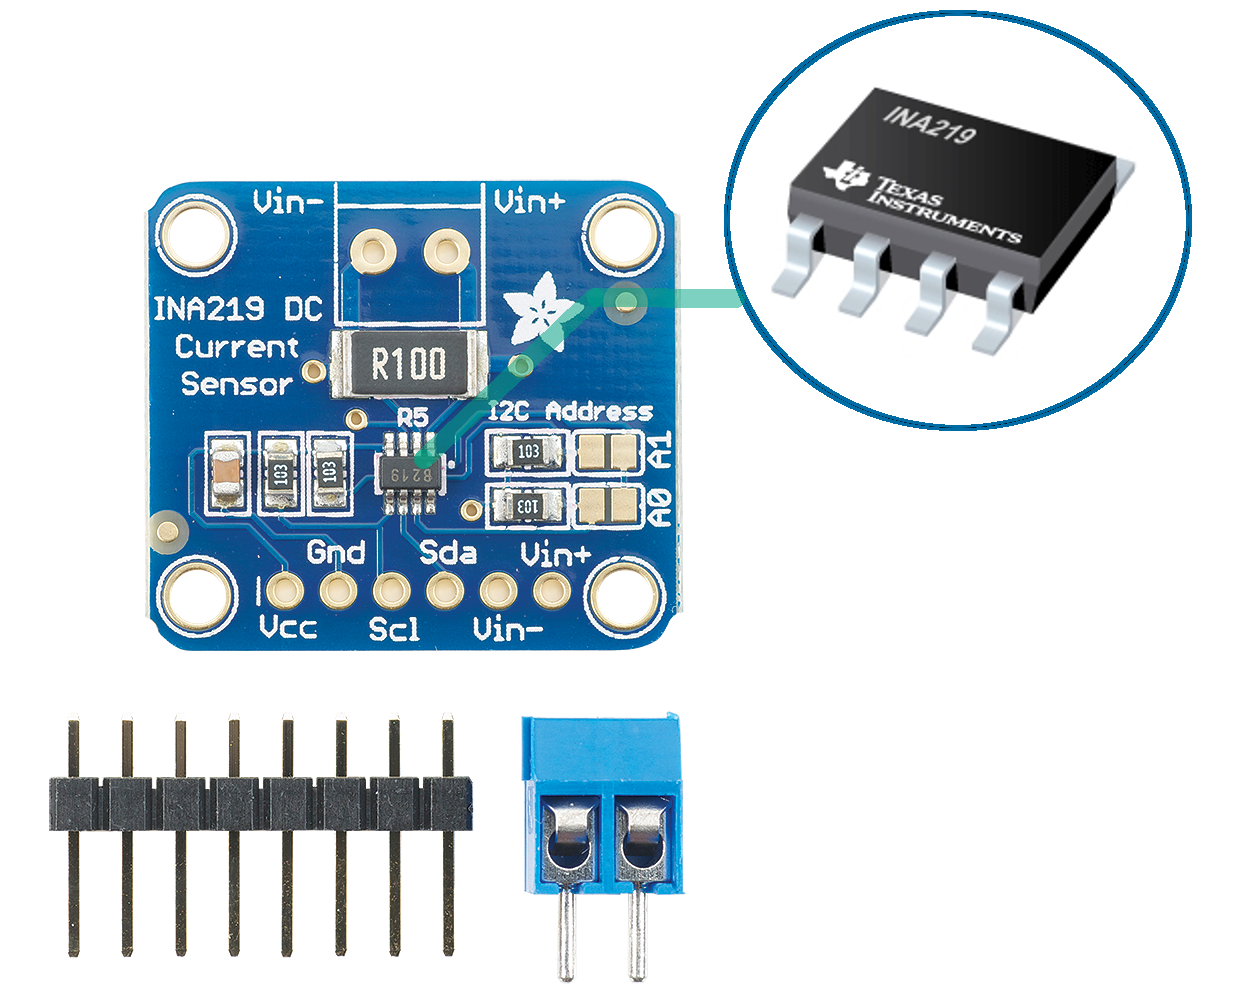 INA219
TEXAS
INSTRUMENTS
Vin- Vin+
INA219 DC
Current
Sensor
R100
R5
I2C Address
103
103
103
103
A1
A0
B219
Gnd Sda Vin+
Vcc Scl Vin-